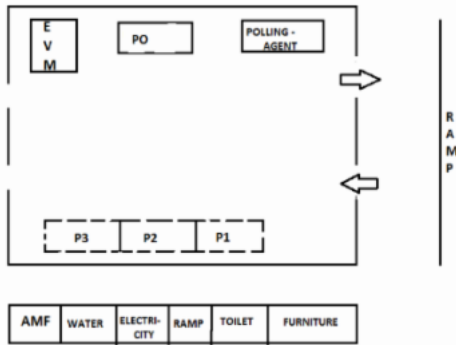 E
V
M
PO
POLLING -
AGENT
R
A
M
P
P3 P2 P1
AMF WATER ELECTRI-
CITY RAMP TOILET FURNITURE